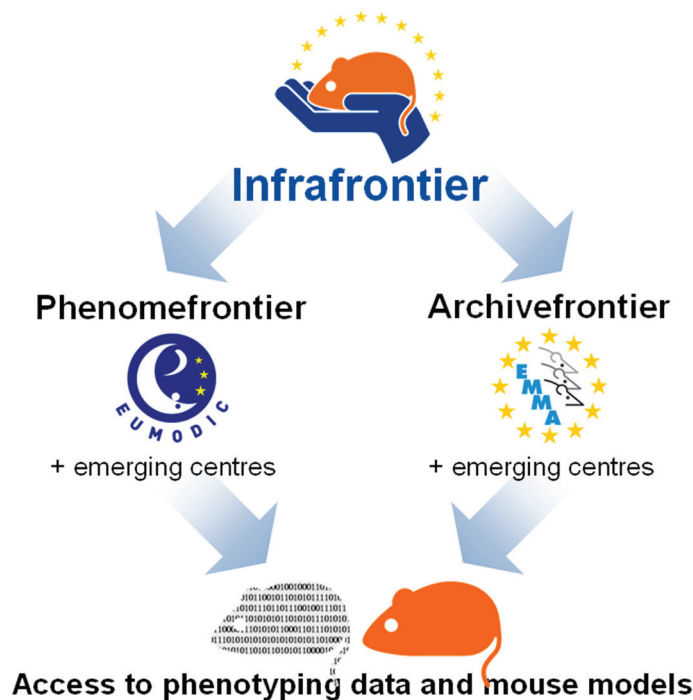 Infrafrontier
Phenomefrontier
Archivefrontier
EUMODIC
EMMA
+ emerging centres
+ emerging centres
Access to phenotyping data and mouse models